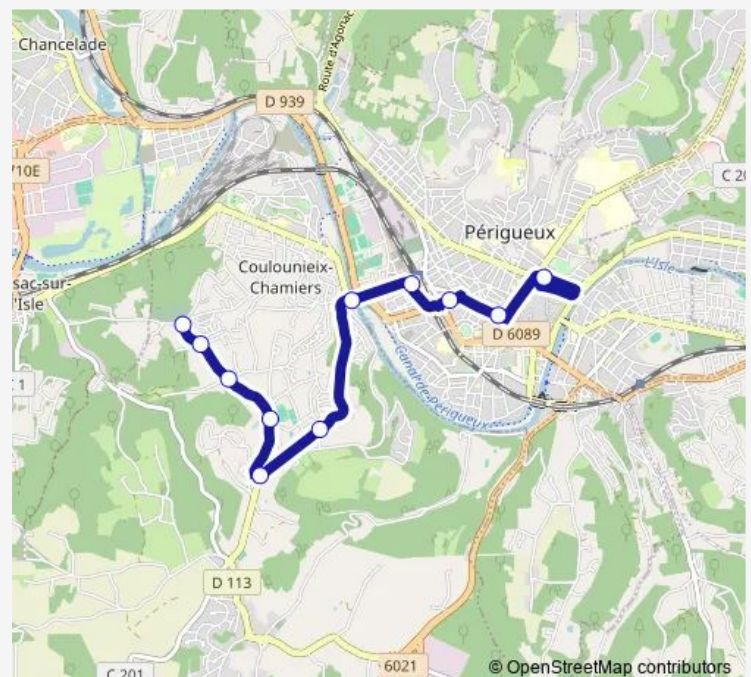 Chancelade
Route d'Agonac
D 939
710E
C 20
Périgueux
L'Isle
Coulounieix-
Chamiers
sac-sur-
l'Isle
D 6089
Canal de Périgueux
1
D 113
C 201
6021
© OpenStreetMap contributors